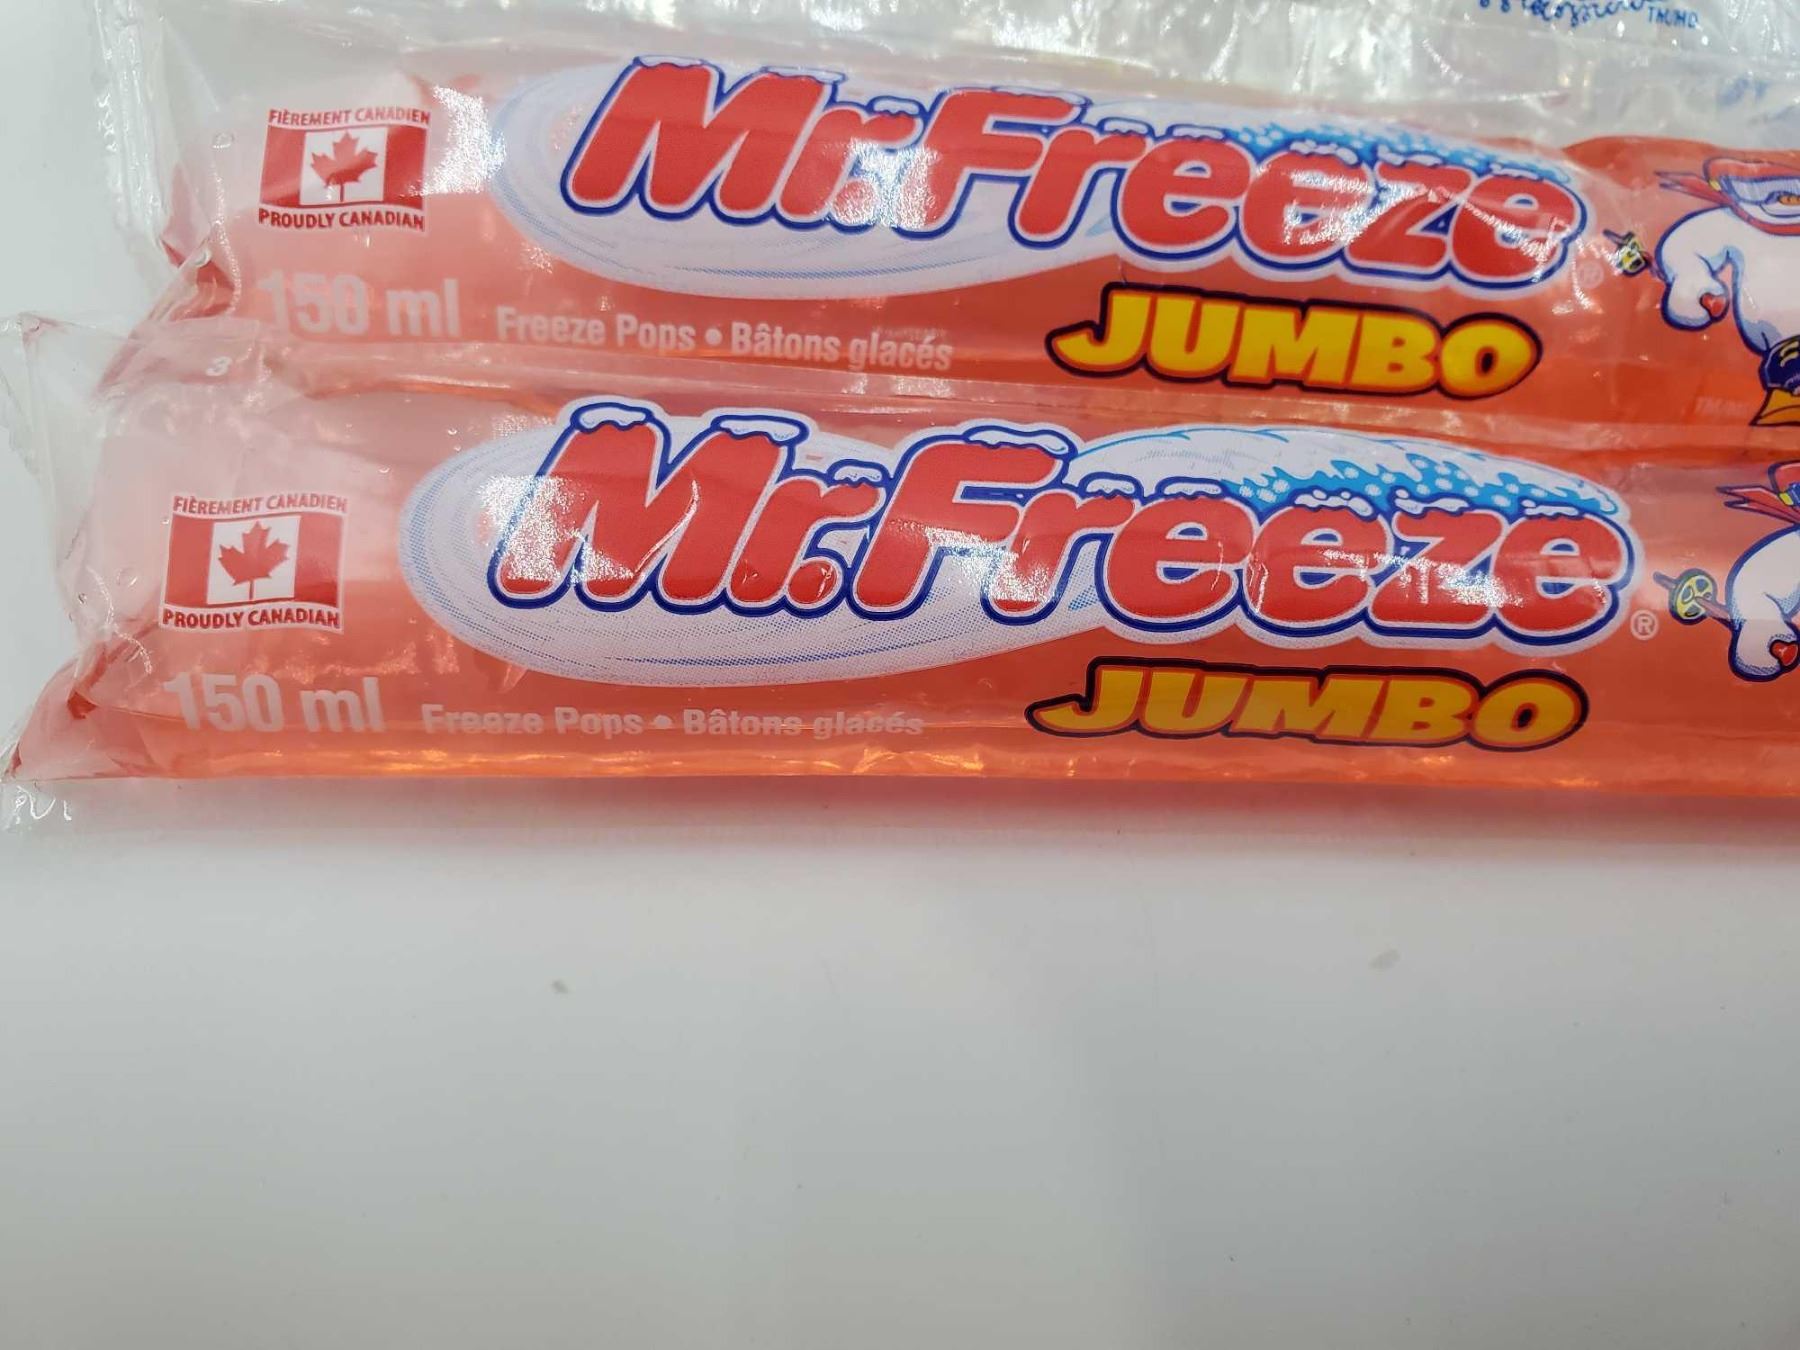 FIÈREMENT CANADIEN
PROUDLY CANADIAN
Mr. Freeze®
JUMBO
150 ml
Freeze Pops • Bâtons glacés
3
FIÈREMENT CANADIEN
PROUDLY CANADIAN
Mr. Freeze®
JUMBO
150 ml
Freeze Pops • Bâtons glacés